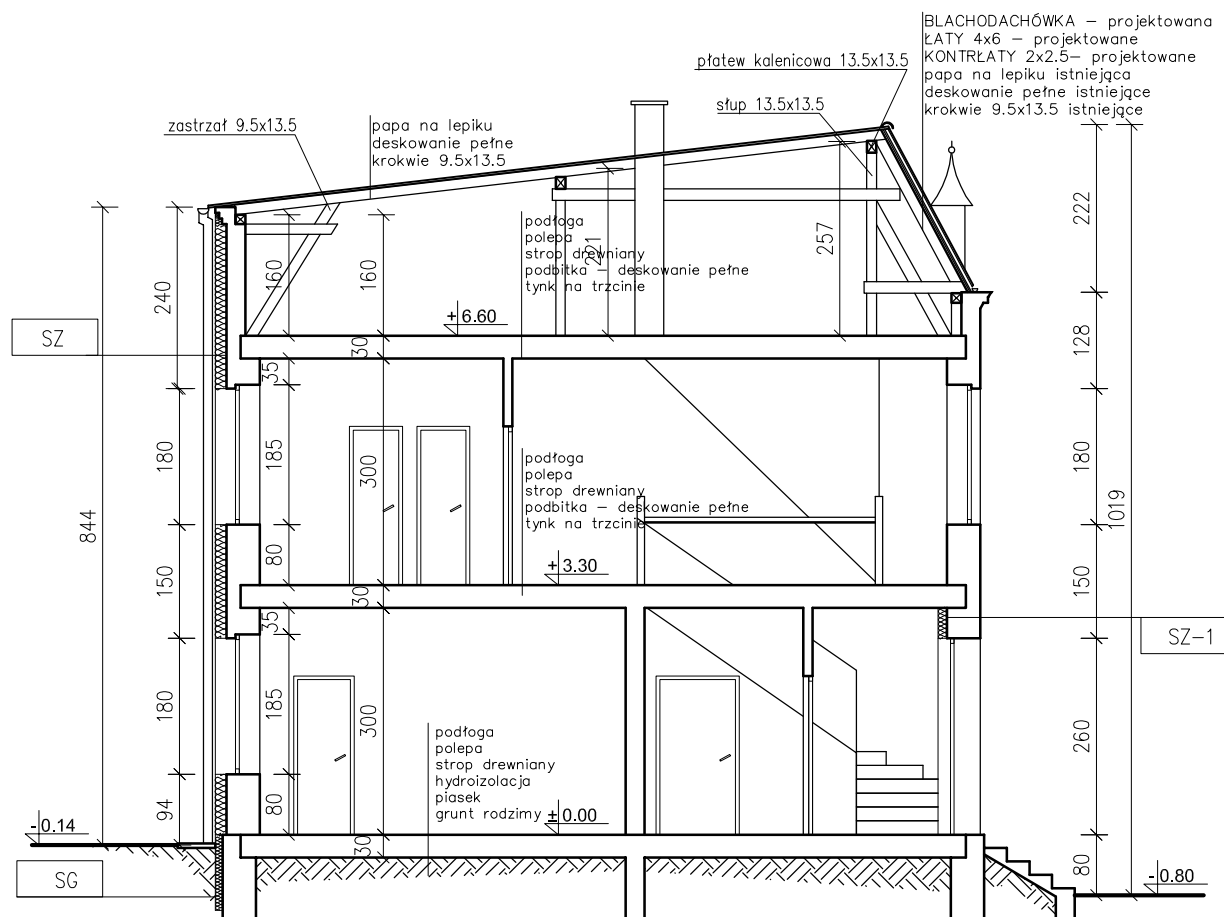 BLACHODACHÓWKA – projektowana
ŁATY 4x6 – projektowane
KONTRŁATY 2x2.5– projektowane
papa na lepiku istniejąca
deskowanie pełne istniejące
krokwie 9.5x13.5 istniejące
płatew kalenicowa 13.5x13.5
słup 13.5x13.5
zastrzał 9.5x13.5
papa na lepiku
deskowanie pełne
krokwie 9.5x13.5
podłoga
polepa
strop drewniany
podbitka – deskowanie pełne
tynk na trzcinie
222
257
221
160
160
240
+6.60
SZ
128
30
35
180
185
300
podłoga
polepa
strop drewniany
podbitka – deskowanie pełne
tynk na trzcinie
180
1019
844
150
80
+3.30
150
30
35
SZ-1
180
185
300
260
podłoga
polepa
strop drewniany
hydroizolacja
piasek
grunt rodzimy
±0.00
94
80
-0.14
30
80
SG
-0.80